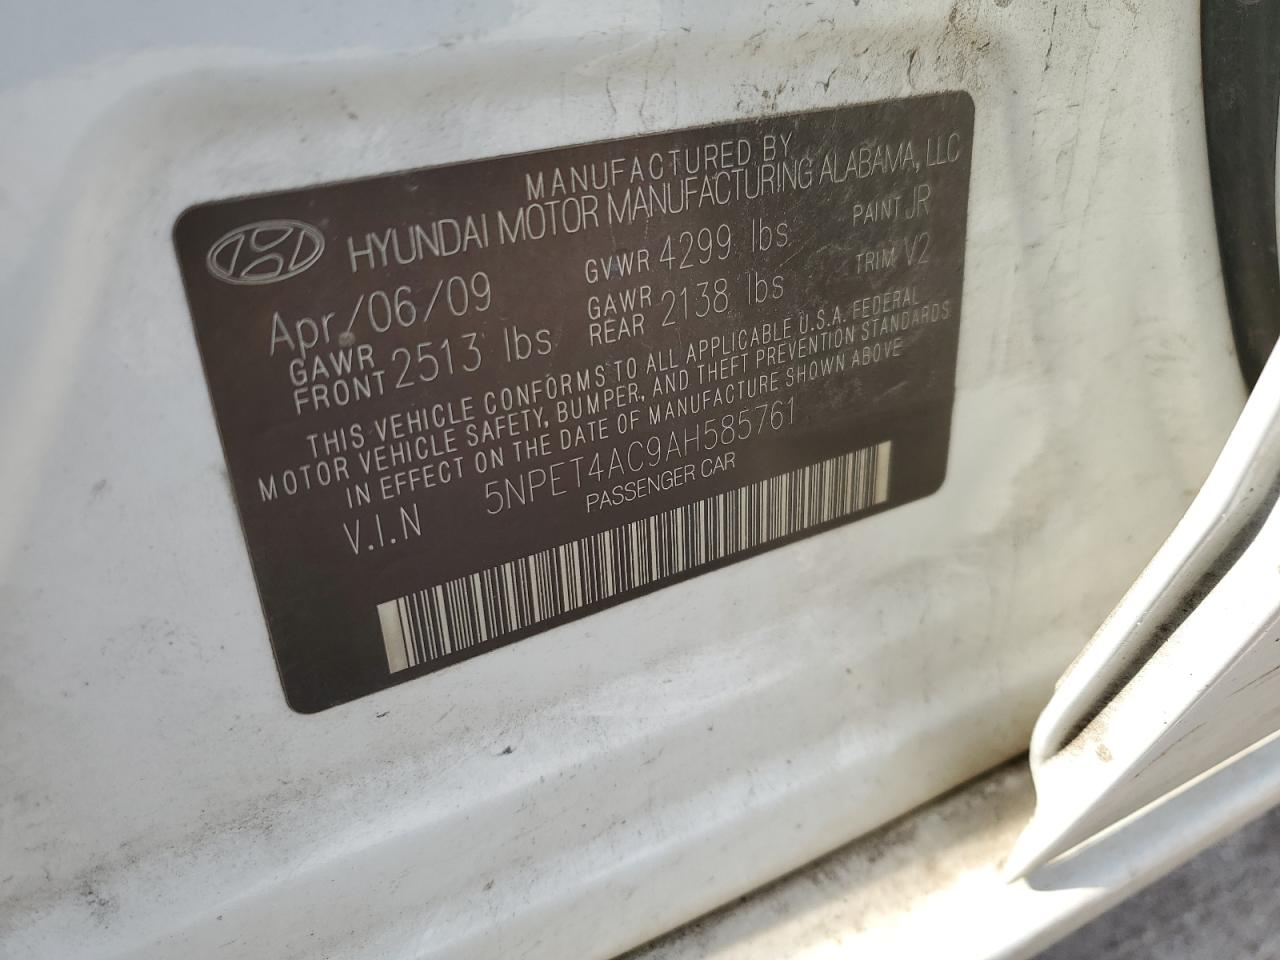 MANUFACTURED BY
HYUNDAI MOTOR MANUFACTURING ALABAMA, LLC
Apr/06/09 GVWR 4299 lbs PAINT JR
GAWR FRONT 2513 lbs GAWR REAR 2138 lbs TRIM V2
THIS VEHICLE CONFORMS TO ALL APPLICABLE U.S.A. FEDERAL
MOTOR VEHICLE SAFETY, BUMPER, AND THEFT PREVENTION STANDARDS
IN EFFECT ON THE DATE OF MANUFACTURE SHOWN ABOVE
V.I.N 5NPET4AC9AH585761
PASSENGER CAR